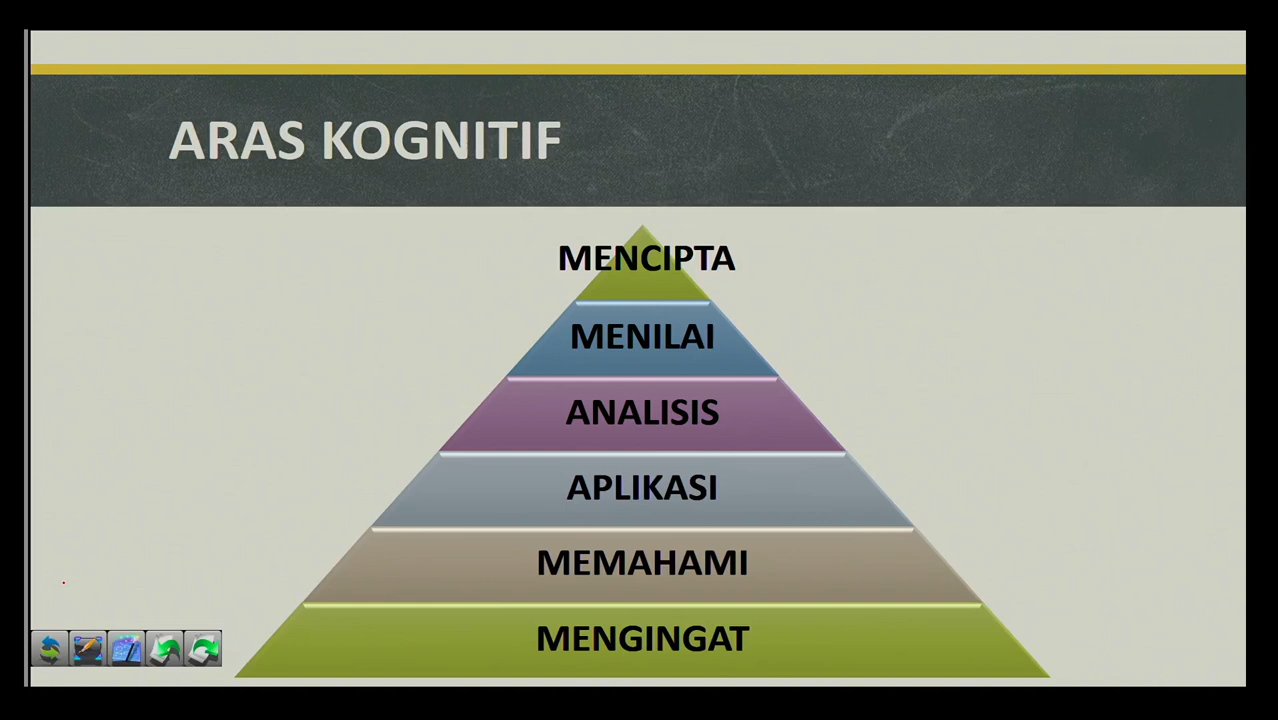 ARAS KOGNITIF
MENCIPTA
MENILAI
ANALISIS
APLIKASI
MEMAHAMI
MENGINGAT